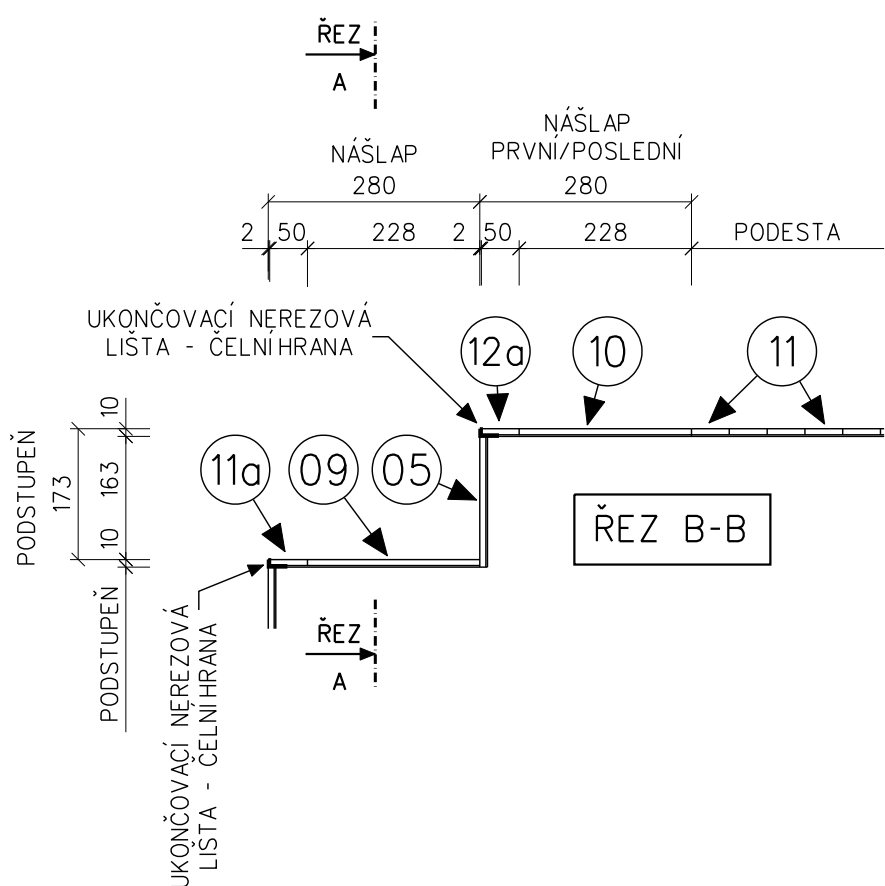 ŘEZ
A
NÁŠLAP
280
NÁŠLAP
PRVNÍ/POSLEDNÍ
280
2 50 228 2 50 228 PODESTA
UKONČOVACÍ NEREZOVÁ
LIŠTA - ČELNÍ HRANA
12a 10 11
11a 09 05
PODSTUPEŇ
173
10
163
10
PODSTUPEŇ
ŘEZ B-B
UKONČOVACÍ NEREZOVÁ
LIŠTA - ČELNÍ HRANA
ŘEZ
A